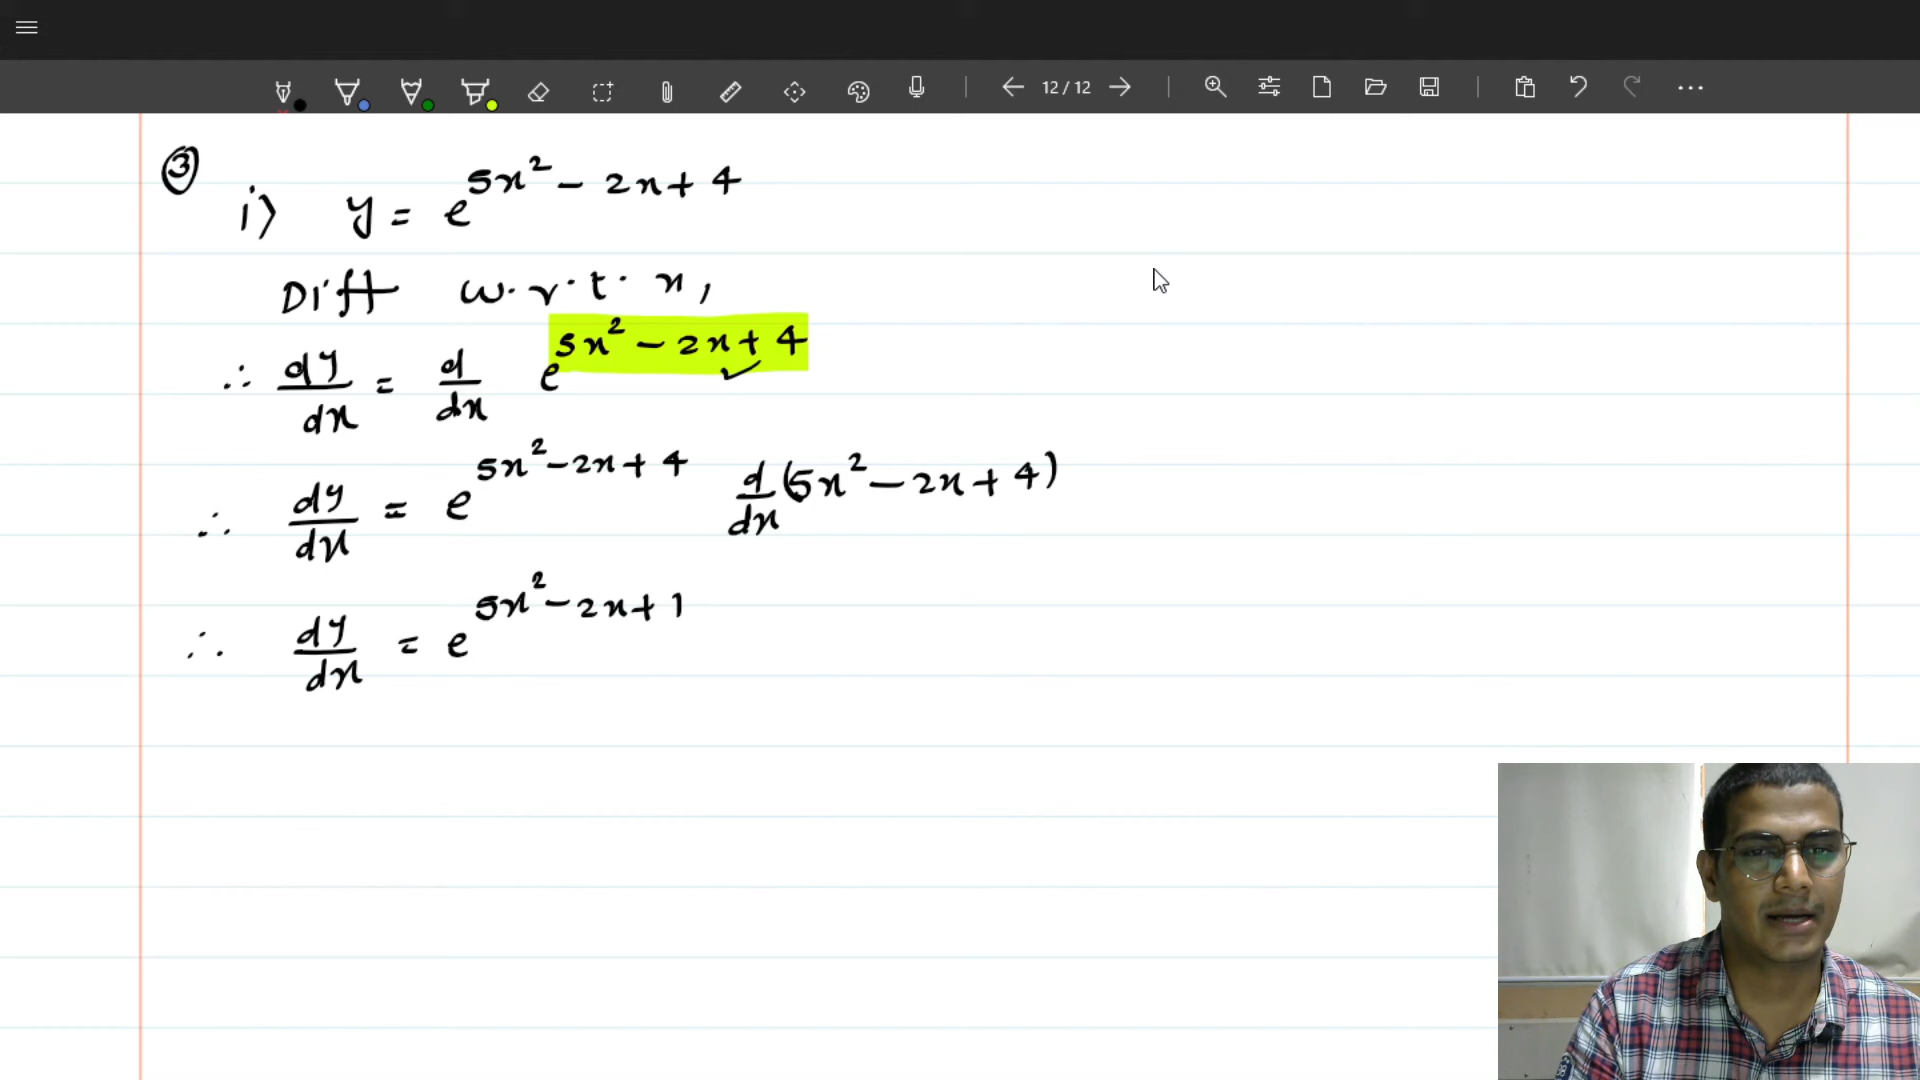 12 / 12
③
i) y = e^{5x² - 2x + 4}
Diff w.r.t. x,
∴ dy/dx = d/dx e^{5x² - 2x + 4}
∴ dy/dx = e^{5x² - 2x + 4} d/dx (5x² - 2x + 4)
∴ dy/dx = e^{5x² - 2x + 1}